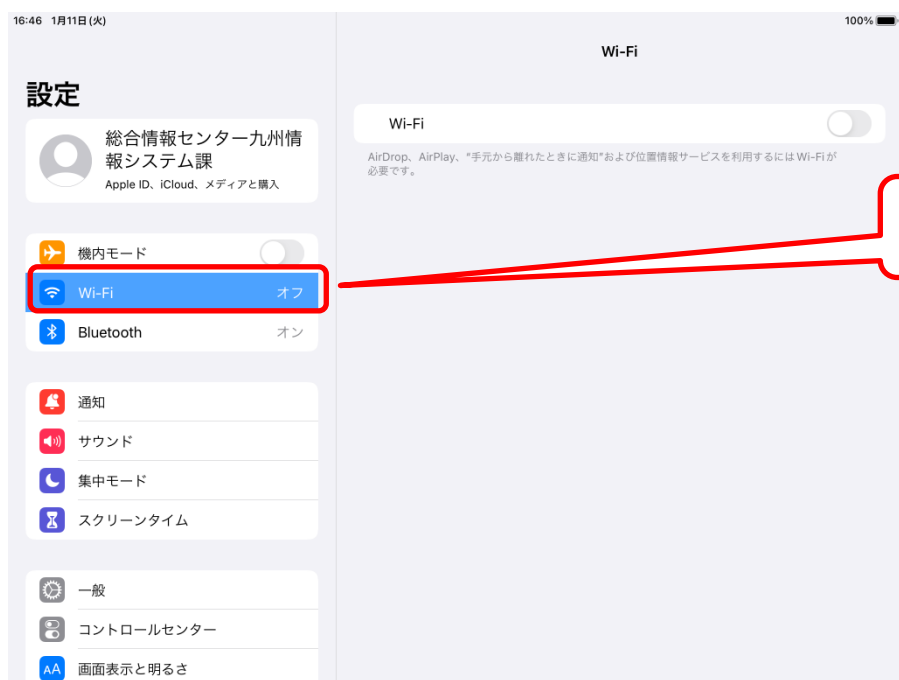 16:46 1月11日(火)
100%
Wi-Fi
設定
総合情報センター九州情
報システム課
Apple ID、iCloud、メディアと購入
Wi-Fi
AirDrop、AirPlay、“手元から離れたときに通知”および位置情報サービスを利用するにはWi-Fiが
必要です。
機内モード
Wi-Fi オフ
Bluetooth オン
通知
サウンド
集中モード
スクリーンタイム
一般
コントロールセンター
AA 画面表示と明るさ